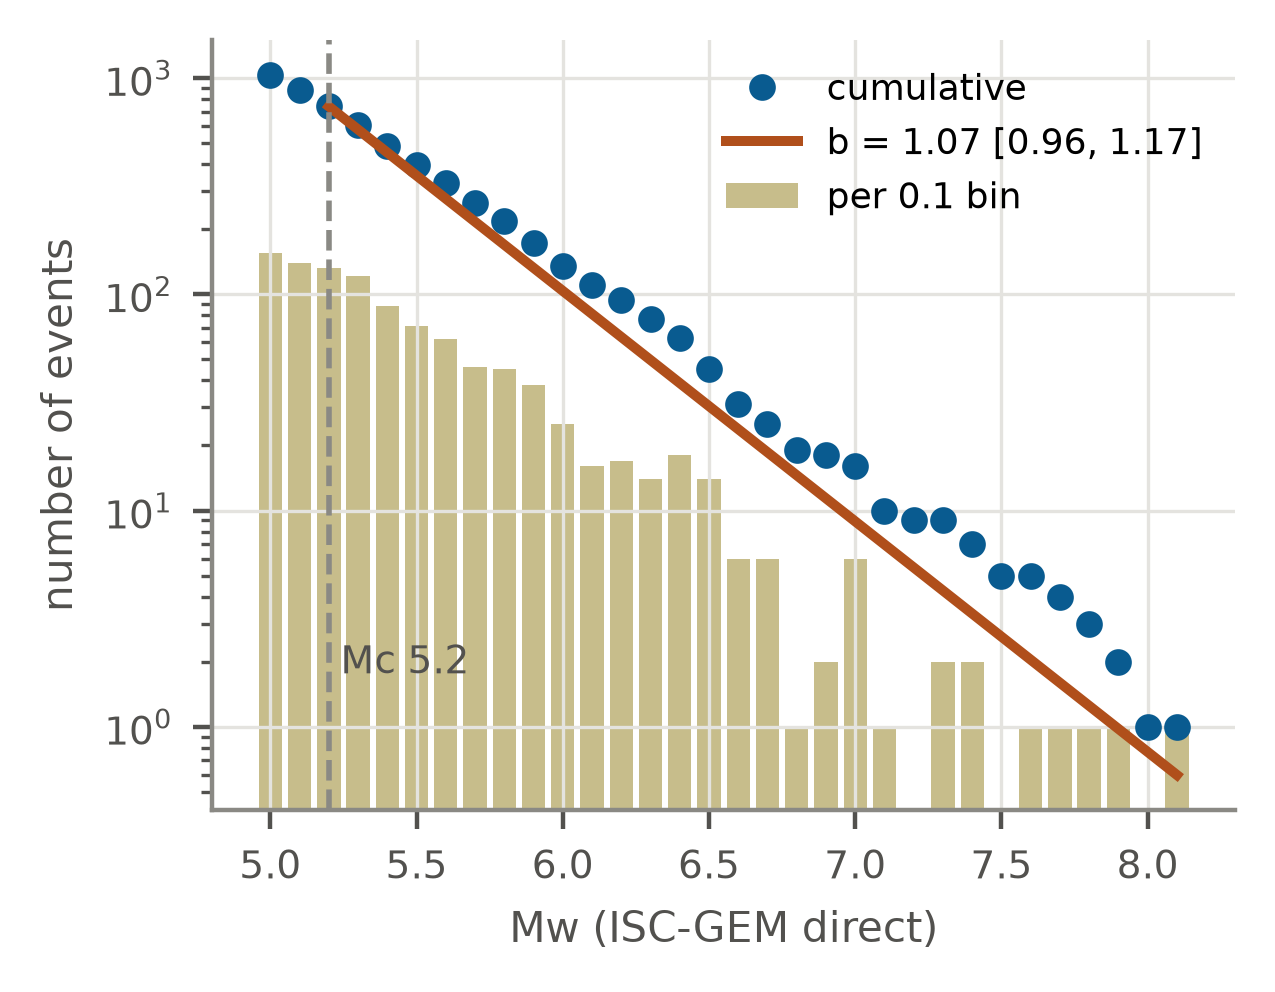 cumulative
b = 1.07 [0.96, 1.17]
per 0.1 bin
number of events
10³
10²
10¹
10⁰
Mc 5.2
5.0 5.5 6.0 6.5 7.0 7.5 8.0
Mw (ISC-GEM direct)